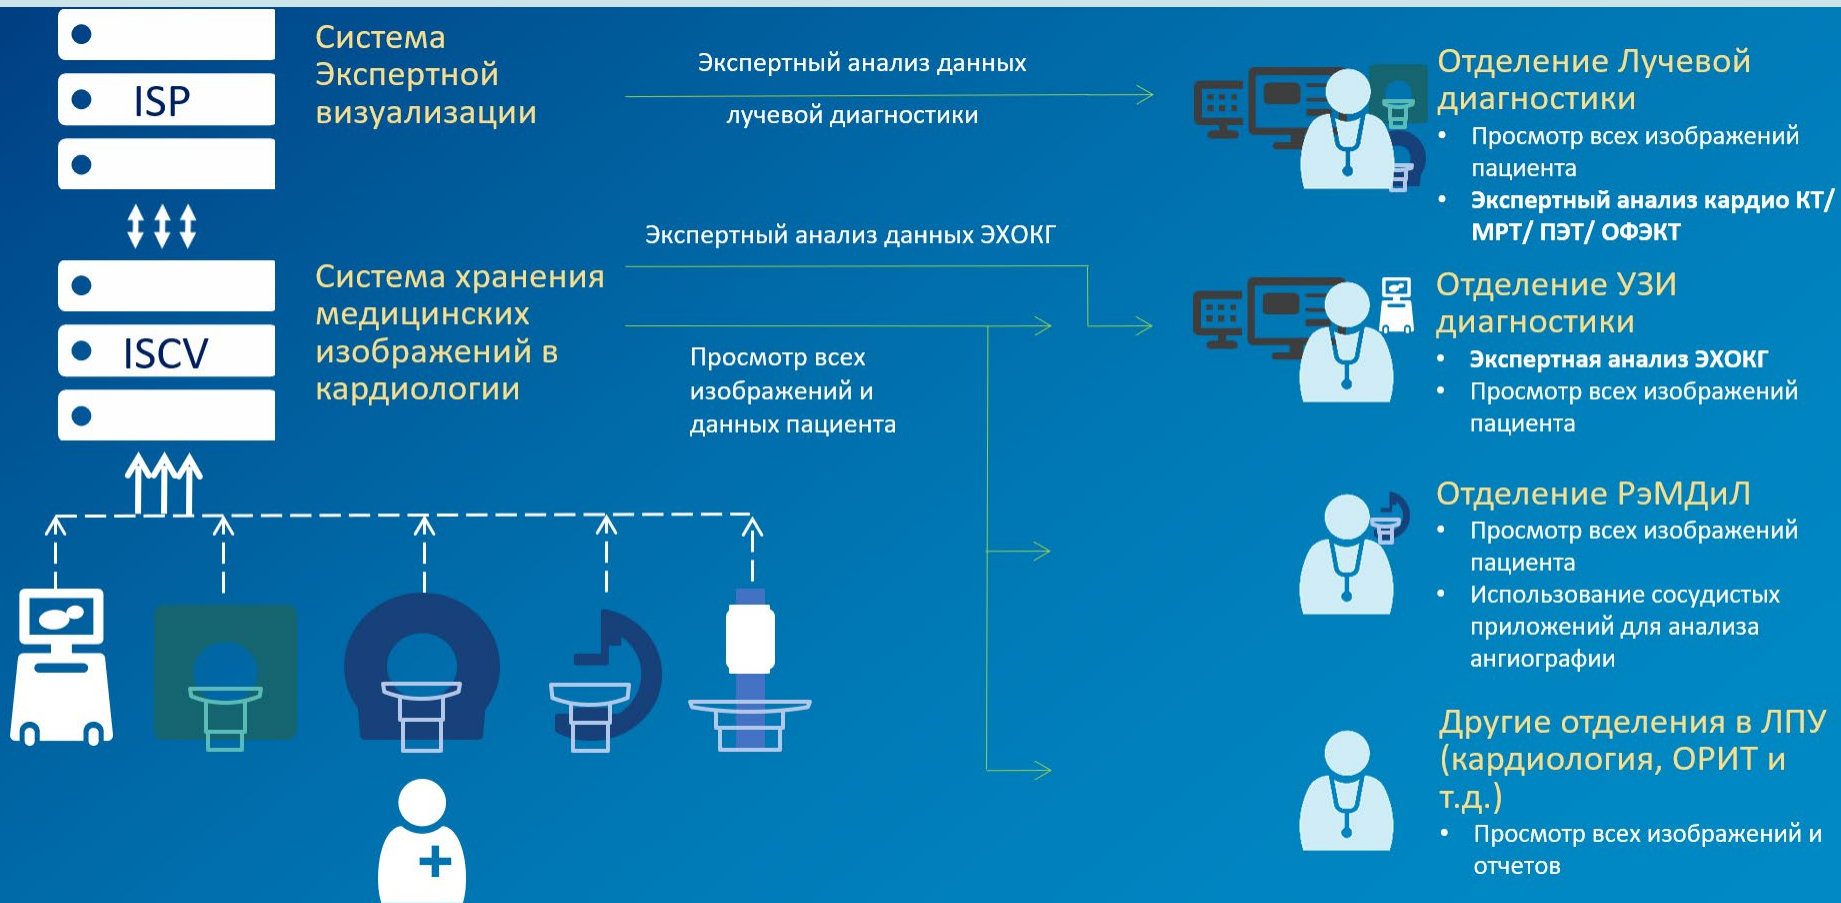 ISP
Система
Экспертной
визуализации
Экспертный анализ данных
лучевой диагностики
Отделение Лучевой
диагностики
• Просмотр всех изображений
пациента
• Экспертный анализ кардио КТ/
МРТ/ ПЭТ/ ОФЭКТ
ISCV
Система хранения
медицинских
изображений в
кардиологии
Экспертный анализ данных ЭХОКГ
Просмотр всех
изображений и
данных пациента
Отделение УЗИ
диагностики
• Экспертная анализ ЭХОКГ
• Просмотр всех изображений
пациента
Отделение РэМДиЛ
• Просмотр всех изображений
пациента
• Использование сосудистых
приложений для анализа
ангиографии
Другие отделения в ЛПУ
(кардиология, ОРИТ и
т.д.)
• Просмотр всех изображений и
отчетов